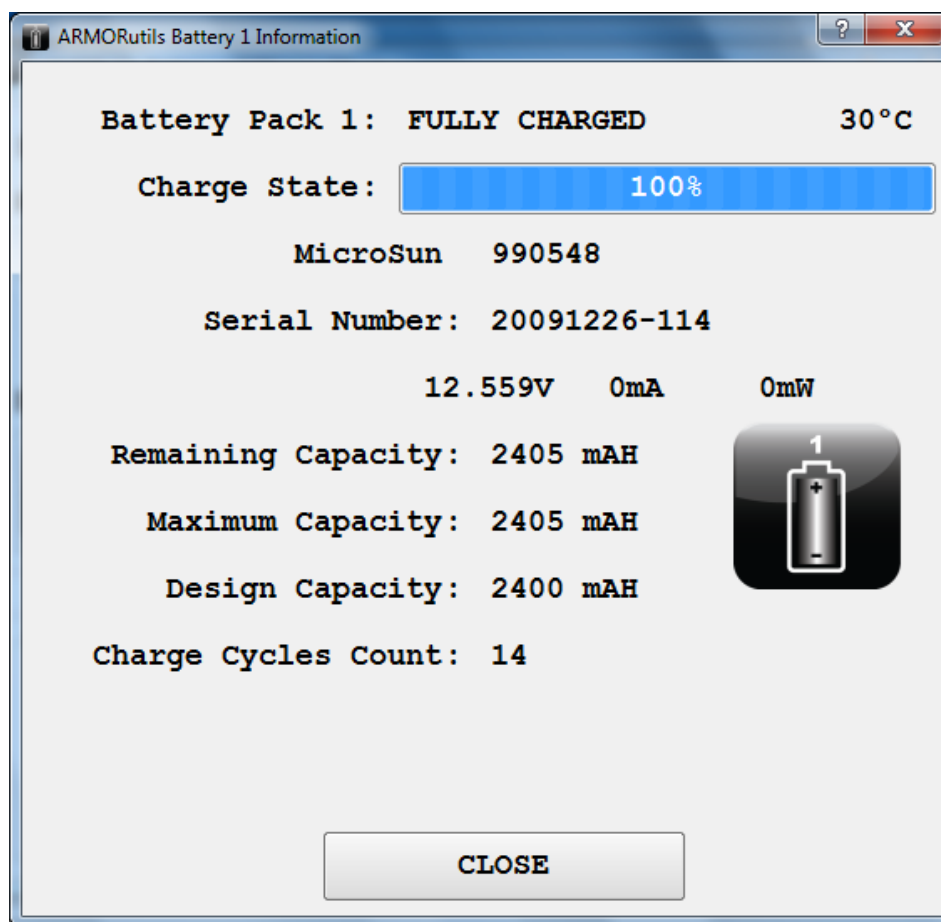 ARMORutils Battery 1 Information
Battery Pack 1: FULLY CHARGED 30°C
Charge State: 100%
MicroSun 990548
Serial Number: 20091226-114
12.559V 0mA 0mW
Remaining Capacity: 2405 mAH
1
Maximum Capacity: 2405 mAH
Design Capacity: 2400 mAH
Charge Cycles Count: 14
CLOSE